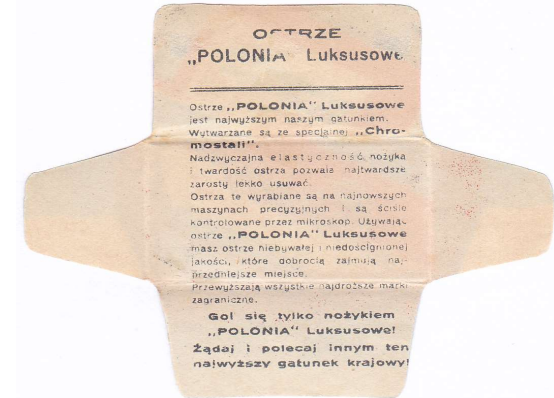 OSTRZE
„POLONIA" Luksusowe
Ostrze „POLONIA" Luksusowe
jest najwyższym naszym gatunkiem.
Wytwarzane są ze specjalnej „Chro-
mostali".
Nadzwyczajna elastyczność nożyka
i twardość ostrza pozwala najtwardsze
zarosty lekko usuwać.
Ostrza te wyrabiane są na najnowszych
maszynach precyzyjnych i są ściśle
kontrolowane przez mikroskop. Używając
ostrze „POLONIA" Luksusowe
masz ostrze niebywałej i niedoścignionej
jakości, które dobrocią zajmują naj-
przedniejsze miejsce.
Przewyższają wszystkie najdroższe marki
zagraniczne.
Gol się tylko nożykiem
„POLONIA" Luksusowe!
Żądaj i polecaj innym ten
najwyższy gatunek krajowy!